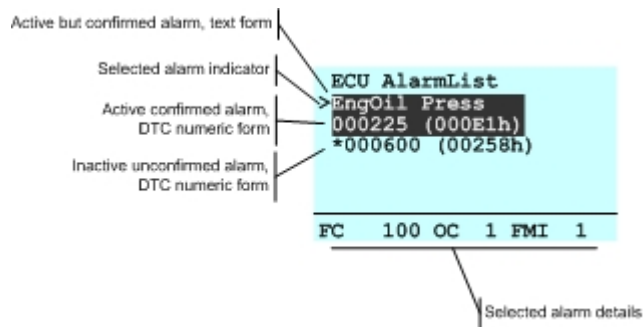 Active but confirmed alarm, text form
Selected alarm indicator
Active confirmed alarm,
DTC numeric form
Inactive unconfirmed alarm,
DTC numeric form
ECU AlarmList
>EngOil Press
000225 (000E1h)
*000600 (00258h)
FC 100 OC 1 FMI 1
Selected alarm details